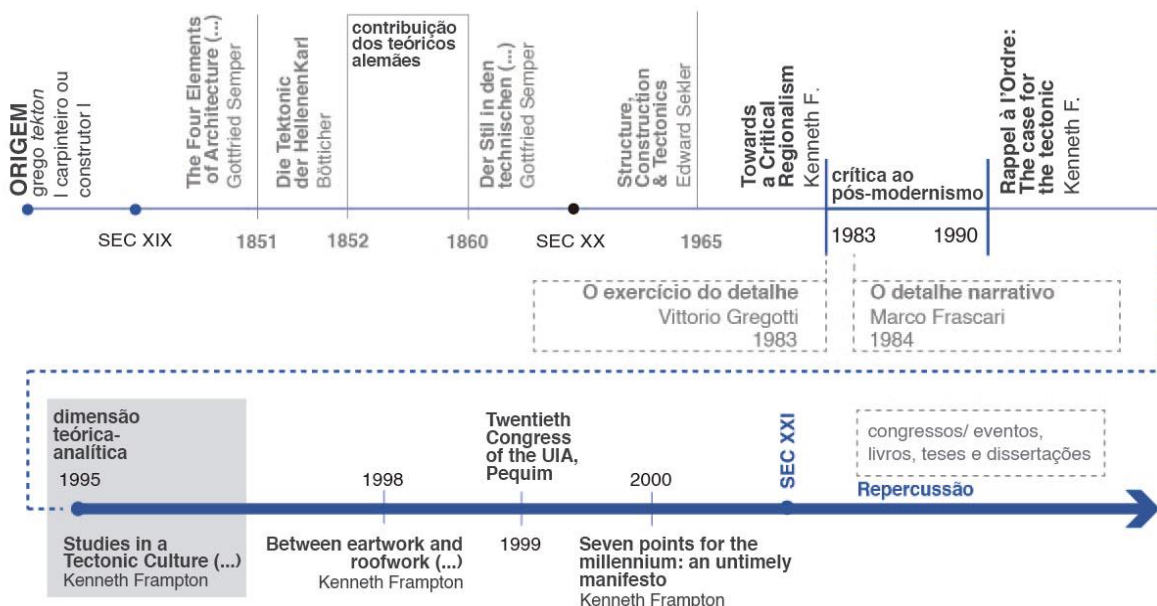 ORIGEM
grego tekton
I carpinteiro ou
construtor I
SEC XIX
The Four Elements
of Architecture (...)
Gottfried Semper
1851
Die Tektonic
der HellenenKarl
Bötticher
1852
contribuição
dos teóricos
alemães
Der Stil in den
technischen (...)
Gottfried Semper
1860
SEC XX
Structure,
Construction
& Tectonics
Edward Sekler
1965
Towards
a Critical
Regionalism
Kenneth F.
crítica ao
pós-modernismo
1983
1990
Rappel à l'Ordre:
The case for
the tectonic
Kenneth F.
O exercício do detalhe
Vittorio Gregotti
1983
O detalhe narrativo
Marco Frascari
1984
dimensão
teórica-
analítica
1995
Studies in a
Tectonic Culture (...)
Kenneth Frampton
1998
Between eartwork and
roofwork (...)
Kenneth Frampton
Twentieth
Congress
of the UIA,
Pequim
1999
2000
Seven points for the
millennium: an untimely
manifesto
Kenneth Frampton
SEC XXI
congressos/ eventos,
livros, teses e dissertações
Repercussão